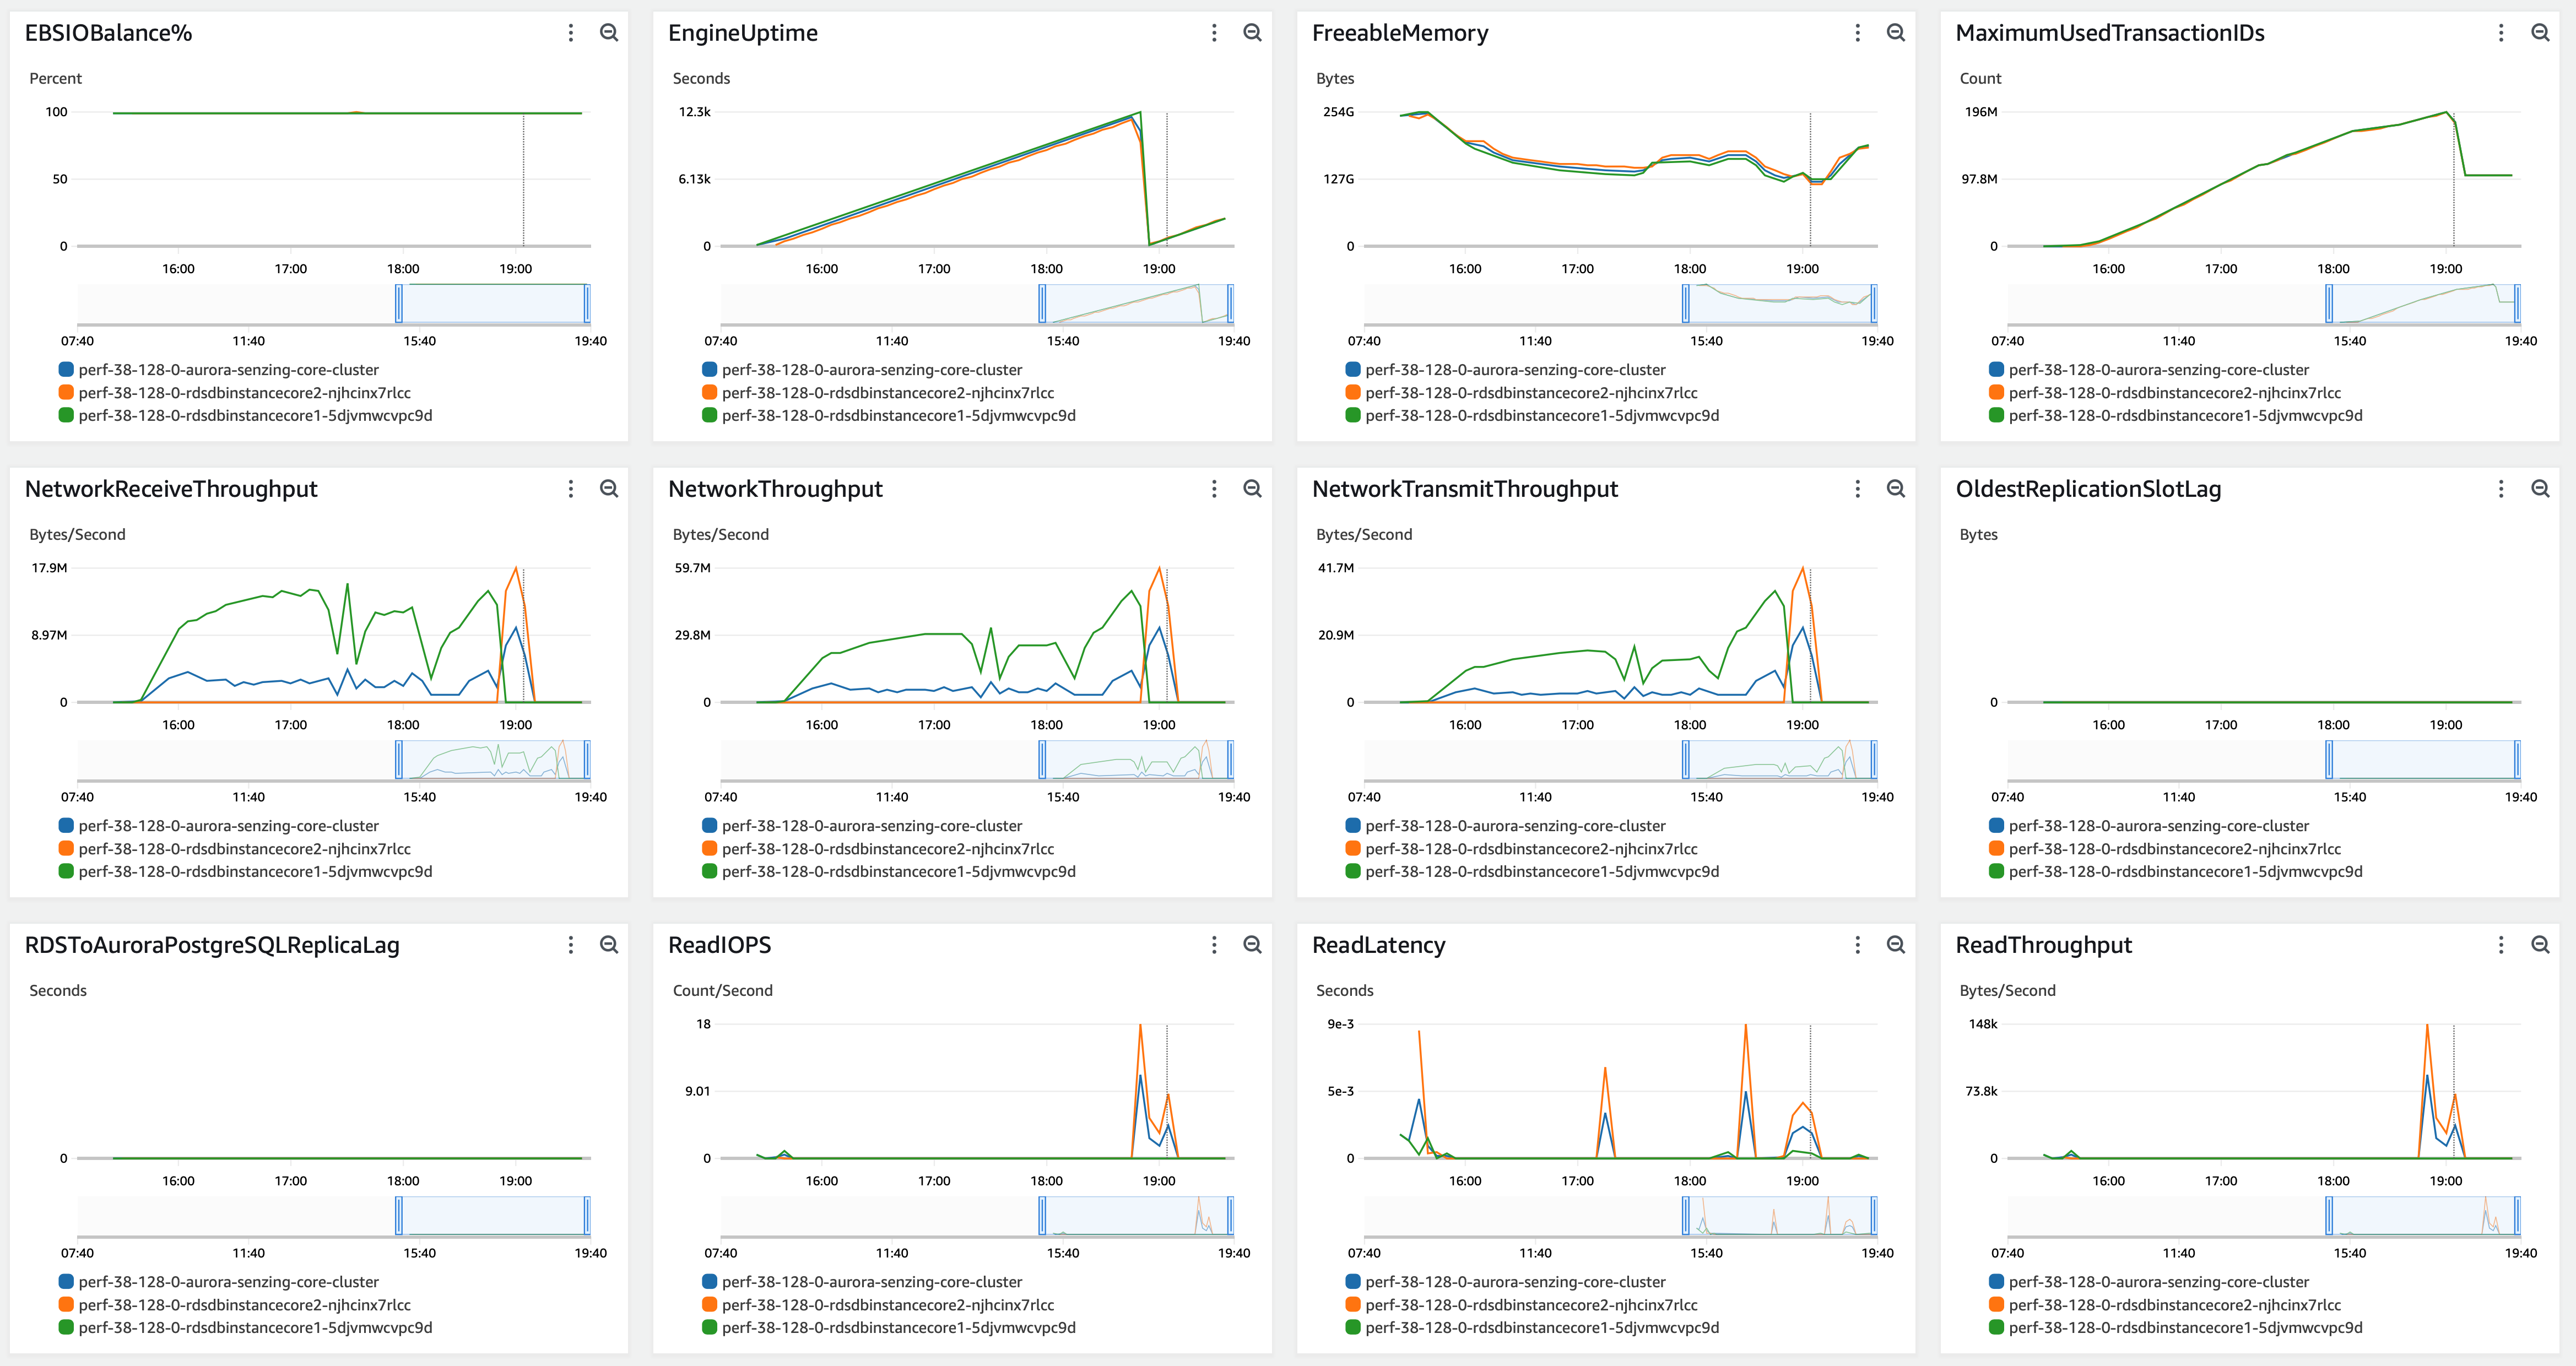 EBSIOBalance%
Percent
100
50
0
16:00 17:00 18:00 19:00
07:40 11:40 15:40 19:40
perf-38-128-0-aurora-senzing-core-cluster
perf-38-128-0-rdsdbinstancecore2-njhcinx7rlcc
perf-38-128-0-rdsdbinstancecore1-5djvmwcvpc9d
EngineUptime
Seconds
12.3k
6.13k
0
16:00 17:00 18:00 19:00
07:40 11:40 15:40 19:40
perf-38-128-0-aurora-senzing-core-cluster
perf-38-128-0-rdsdbinstancecore2-njhcinx7rlcc
perf-38-128-0-rdsdbinstancecore1-5djvmwcvpc9d
FreeableMemory
Bytes
254G
127G
0
16:00 17:00 18:00 19:00
07:40 11:40 15:40 19:40
perf-38-128-0-aurora-senzing-core-cluster
perf-38-128-0-rdsdbinstancecore2-njhcinx7rlcc
perf-38-128-0-rdsdbinstancecore1-5djvmwcvpc9d
MaximumUsedTransactionIDs
Count
196M
97.8M
0
16:00 17:00 18:00 19:00
07:40 11:40 15:40 19:40
perf-38-128-0-aurora-senzing-core-cluster
perf-38-128-0-rdsdbinstancecore2-njhcinx7rlcc
perf-38-128-0-rdsdbinstancecore1-5djvmwcvpc9d
NetworkReceiveThroughput
Bytes/Second
17.9M
8.97M
0
16:00 17:00 18:00 19:00
07:40 11:40 15:40 19:40
perf-38-128-0-aurora-senzing-core-cluster
perf-38-128-0-rdsdbinstancecore2-njhcinx7rlcc
perf-38-128-0-rdsdbinstancecore1-5djvmwcvpc9d
NetworkThroughput
Bytes/Second
59.7M
29.8M
0
16:00 17:00 18:00 19:00
07:40 11:40 15:40 19:40
perf-38-128-0-aurora-senzing-core-cluster
perf-38-128-0-rdsdbinstancecore2-njhcinx7rlcc
perf-38-128-0-rdsdbinstancecore1-5djvmwcvpc9d
NetworkTransmitThroughput
Bytes/Second
41.7M
20.9M
0
16:00 17:00 18:00 19:00
07:40 11:40 15:40 19:40
perf-38-128-0-aurora-senzing-core-cluster
perf-38-128-0-rdsdbinstancecore2-njhcinx7rlcc
perf-38-128-0-rdsdbinstancecore1-5djvmwcvpc9d
OldestReplicationSlotLag
Bytes
0
16:00 17:00 18:00 19:00
07:40 11:40 15:40 19:40
perf-38-128-0-aurora-senzing-core-cluster
perf-38-128-0-rdsdbinstancecore2-njhcinx7rlcc
perf-38-128-0-rdsdbinstancecore1-5djvmwcvpc9d
RDSToAuroraPostgreSQLReplicaLag
Seconds
0
16:00 17:00 18:00 19:00
07:40 11:40 15:40 19:40
perf-38-128-0-aurora-senzing-core-cluster
perf-38-128-0-rdsdbinstancecore2-njhcinx7rlcc
perf-38-128-0-rdsdbinstancecore1-5djvmwcvpc9d
ReadIOPS
Count/Second
18
9.01
0
16:00 17:00 18:00 19:00
07:40 11:40 15:40 19:40
perf-38-128-0-aurora-senzing-core-cluster
perf-38-128-0-rdsdbinstancecore2-njhcinx7rlcc
perf-38-128-0-rdsdbinstancecore1-5djvmwcvpc9d
ReadLatency
Seconds
9e-3
5e-3
0
16:00 17:00 18:00 19:00
07:40 11:40 15:40 19:40
perf-38-128-0-aurora-senzing-core-cluster
perf-38-128-0-rdsdbinstancecore2-njhcinx7rlcc
perf-38-128-0-rdsdbinstancecore1-5djvmwcvpc9d
ReadThroughput
Bytes/Second
148k
73.8k
0
16:00 17:00 18:00 19:00
07:40 11:40 15:40 19:40
perf-38-128-0-aurora-senzing-core-cluster
perf-38-128-0-rdsdbinstancecore2-njhcinx7rlcc
perf-38-128-0-rdsdbinstancecore1-5djvmwcvpc9d